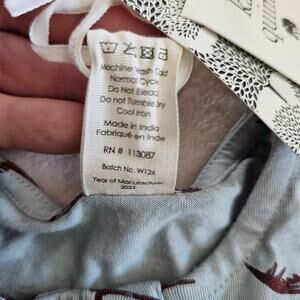 Machine Wash Cold
Normal Cycle
Do Not Bleach
Do not Tumble Dry
Cool Iron
Made in India
Fabriqué en Inde
RN # 113087
Batch No. W126
Year of Manufacture: